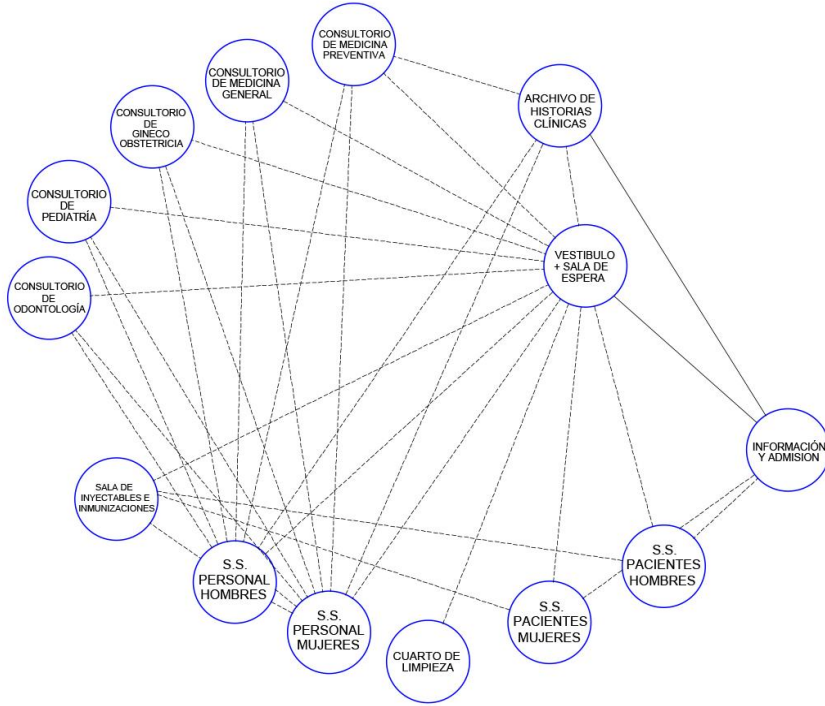 CONSULTORIO
DE MEDICINA
PREVENTIVA
CONSULTORIO
DE MEDICINA
GENERAL
ARCHIVO DE
HISTORIAS
CLÍNICAS
CONSULTORIO
DE
GINECO
OBSTETRICIA
CONSULTORIO
DE
PEDIATRÍA
VESTIBULO
+ SALA DE
ESPERA
CONSULTORIO
DE
ODONTOLOGÍA
INFORMACIÓN
Y ADMISION
SALA DE
INYECTABLES E
INMUNIZACIONES
S.S.
PERSONAL
HOMBRES
S.S.
PACIENTES
HOMBRES
S.S.
PERSONAL
MUJERES
S.S.
PACIENTES
MUJERES
CUARTO DE
LIMPIEZA